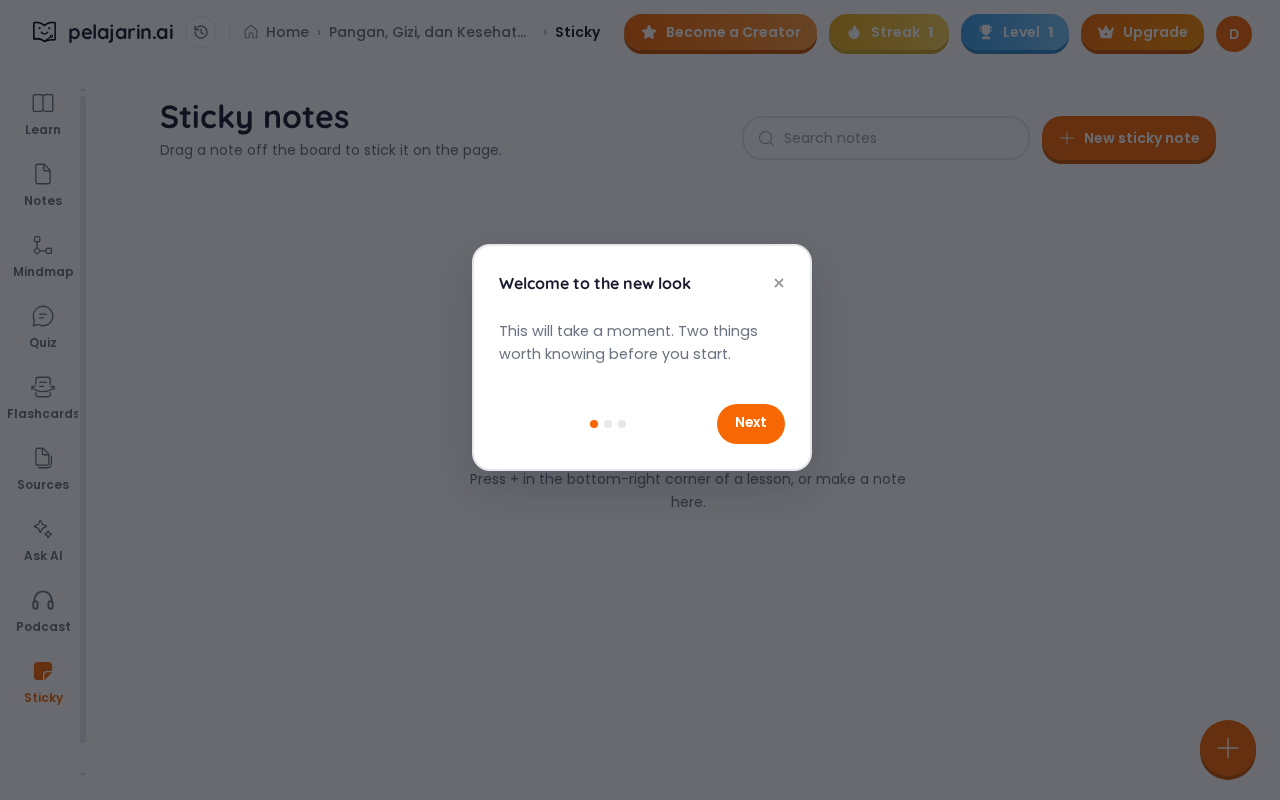 pelajarin.ai
Home › Pangan, Gizi, dan Kesehat... › Sticky
Become a Creator
Streak 1
Level 1
Upgrade
D
Learn
Notes
Mindmap
Quiz
Flashcards
Sources
Ask AI
Podcast
Sticky
Sticky notes
Drag a note off the board to stick it on the page.
Search notes
New sticky note
Welcome to the new look
This will take a moment. Two things
worth knowing before you start.
Next
Press + in the bottom-right corner of a lesson, or make a note
here.